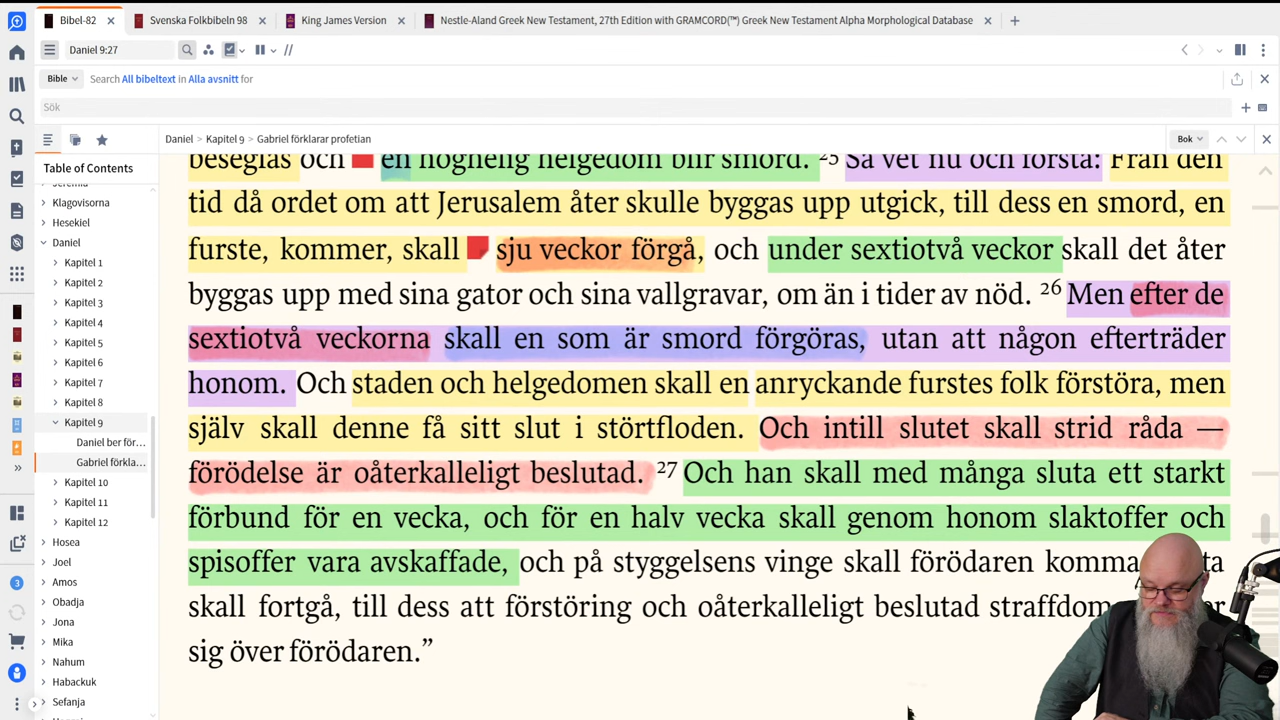 Bibel-82
Svenska Folkbibeln 98
King James Version
Nestle-Aland Greek New Testament, 27th Edition with GRAMCORD(™) Greek New Testament Alpha Morphological Database
Daniel 9:27
Bible
Search All bibeltext in Alla avsnitt for
Sök
Daniel > Kapitel 9 > Gabriel förklarar profetian
Bok
Table of Contents
Jeremia
Klagovisorna
Hesekiel
Daniel
Kapitel 1
Kapitel 2
Kapitel 3
Kapitel 4
Kapitel 5
Kapitel 6
Kapitel 7
Kapitel 8
Kapitel 9
Daniel ber för...
Gabriel förkla...
Kapitel 10
Kapitel 11
Kapitel 12
Hosea
Joel
Amos
Obadja
Jona
Mika
Nahum
Habackuk
Sefanja
3
beseglas och en höghelig helgedom blir smord. 25 Så vet nu och förstå: Från den
tid då ordet om att Jerusalem åter skulle byggas upp utgick, till dess en smord, en
furste, kommer, skall sju veckor förgå, och under sextiotvå veckor skall det åter
byggas upp med sina gator och sina vallgravar, om än i tider av nöd. 26 Men efter de
sextiotvå veckorna skall en som är smord förgöras, utan att någon efterträder
honom. Och staden och helgedomen skall en anryckande furstes folk förstöra, men
själv skall denne få sitt slut i störtfloden. Och intill slutet skall strid råda —
förödelse är oåterkalleligt beslutad. 27 Och han skall med många sluta ett starkt
förbund för en vecka, och för en halv vecka skall genom honom slaktoffer och
spisoffer vara avskaffade, och på styggelsens vinge skall förödaren komma
skall fortgå, till dess att förstöring och oåterkalleligt beslutad straffdom
sig över förödaren.”